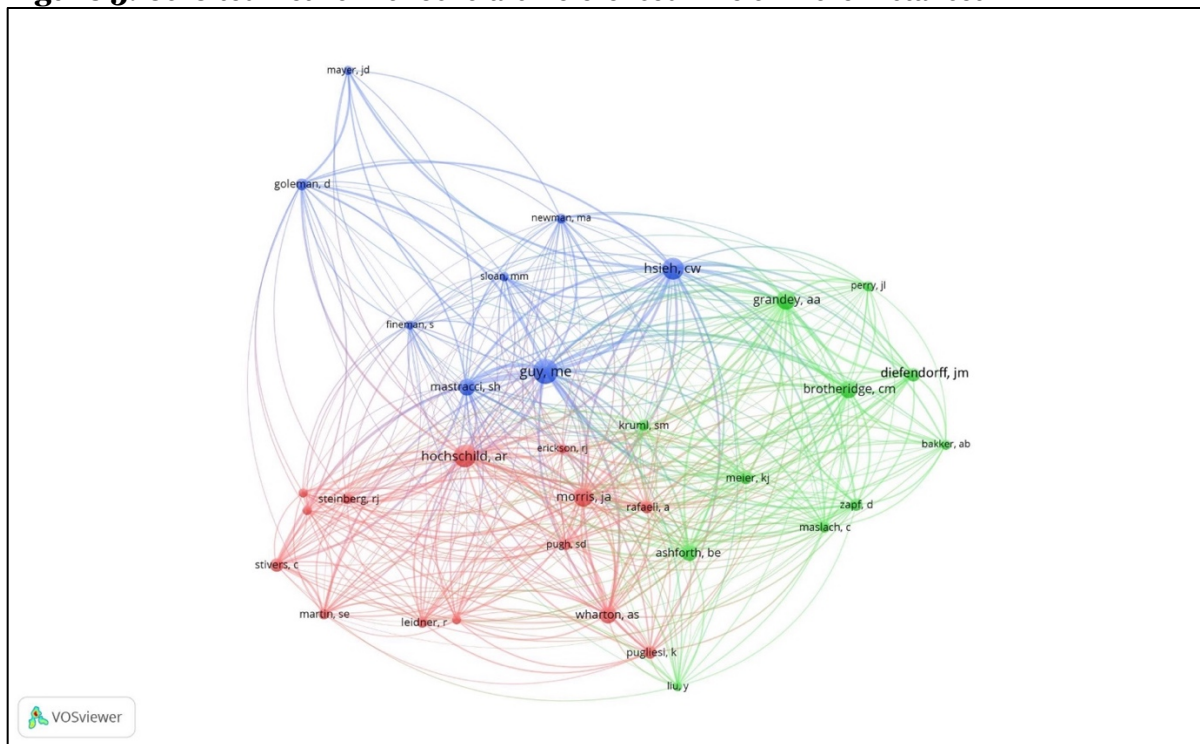 mayer, jd
goleman, d
newman, ma
hsieh, cw
sloan, mm
perry, jl
grandey, aa
fineman, s
guy, me
diefendorff, jm
mastracci, sh
brotheridge, cm
kruml, sm
bakker, ab
erickson, rj
hochschild, ar
meier, kj
morris, ja
steinberg, rj
rafaeli, a
zapf, d
maslach, c
pugh, sd
ashforth, be
stivers, c
martin, se
wharton, as
leidner, r
pugliesi, k
liu, y
VOSviewer